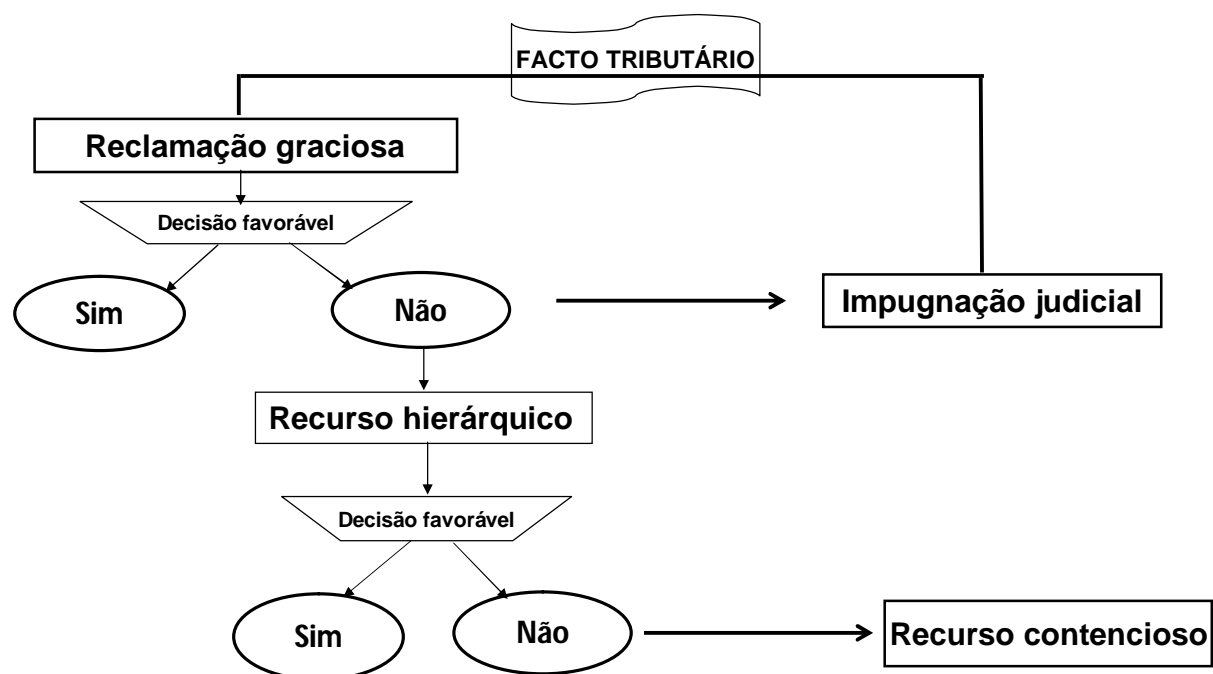 FACTO TRIBUTÁRIO
Reclamação graciosa
Decisão favorável
Sim
Não
Impugnação judicial
Recurso hierárquico
Decisão favorável
Sim
Não
Recurso contencioso